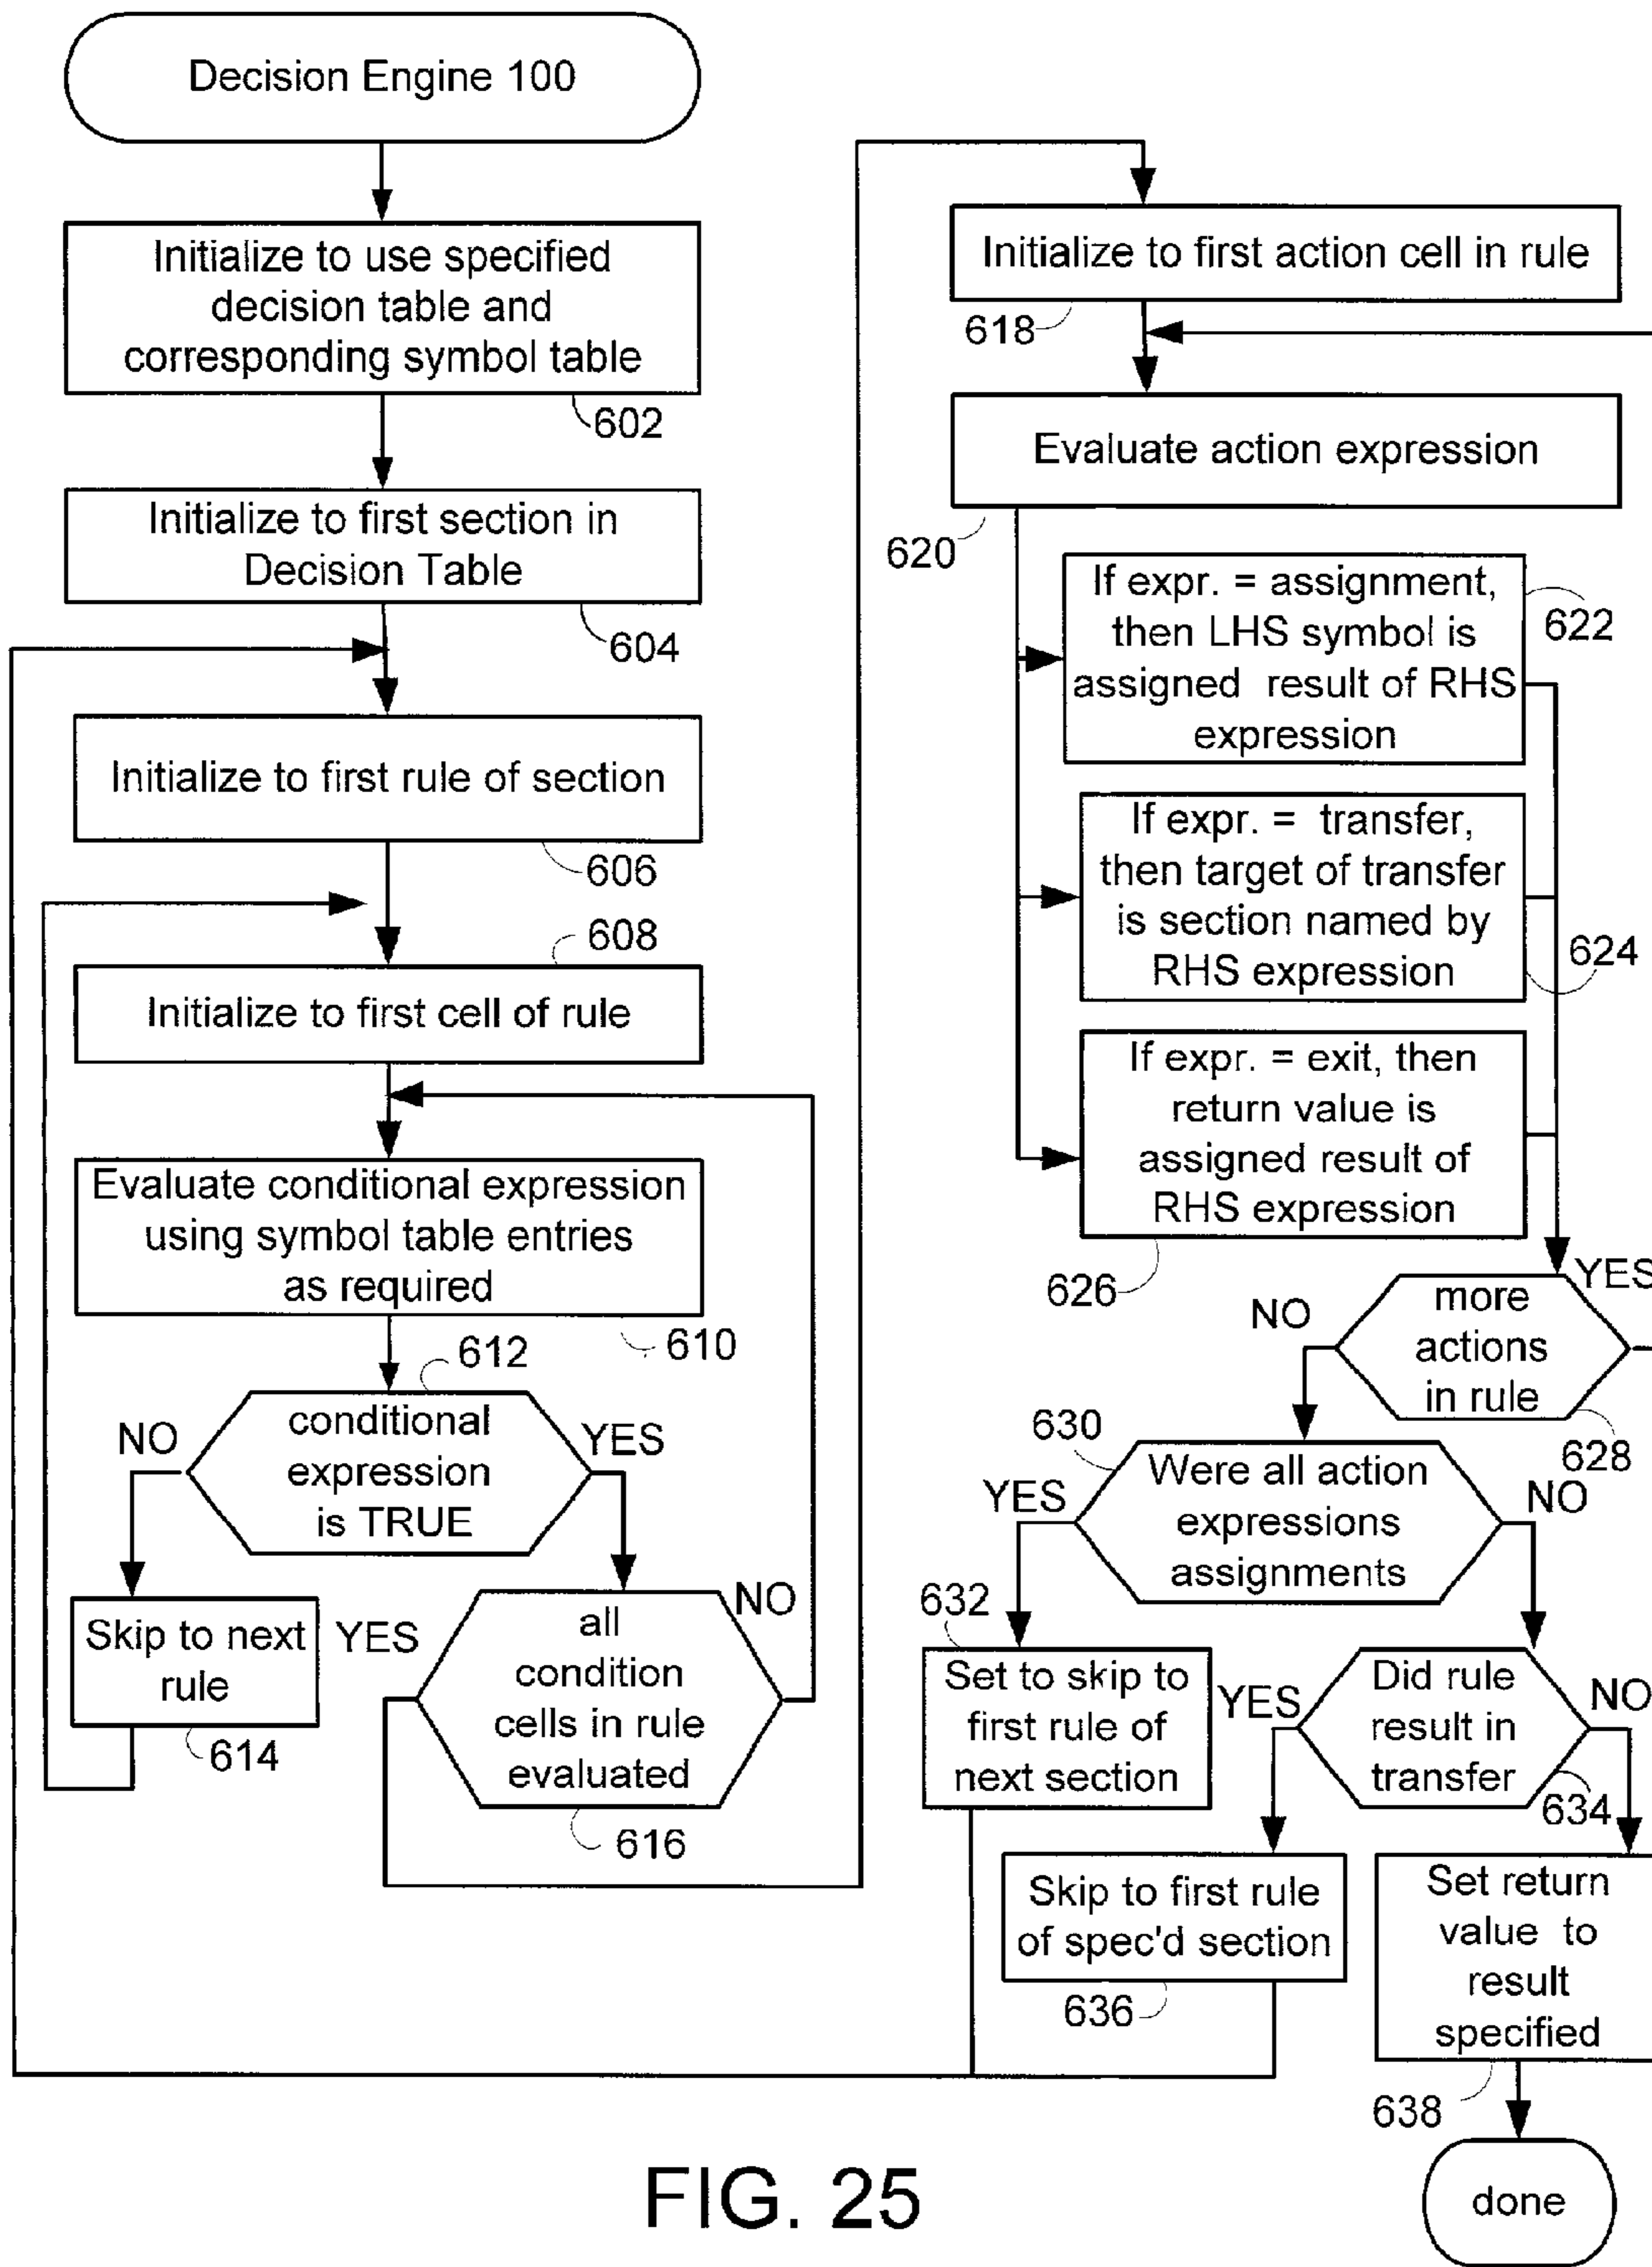 Decision Engine 100
Initialize to use specified
decision table and
corresponding symbol table
602
Initialize to first section in
Decision Table
604
Initialize to first rule of section
606
608
Initialize to first cell of rule
Evaluate conditional expression
using symbol table entries
as required
610
612
NO
conditional
expression
is TRUE
YES
Skip to next
rule
614
YES
all
condition
cells in rule
evaluated
NO
616
Initialize to first action cell in rule
618
Evaluate action expression
620
If expr. = assignment,
then LHS symbol is
assigned result of RHS
expression
622
If expr. = transfer,
then target of transfer
is section named by
RHS expression
624
If expr. = exit, then
return value is
assigned result of
RHS expression
626
YES
NO
more
actions
in rule
628
630
YES
Were all action
expressions
assignments
NO
632
Set to skip to
first rule of
next section
YES
Did rule
result in
transfer
NO
634
Skip to first rule
of spec'd section
636
Set return
value to
result
specified
638
done
FIG. 25